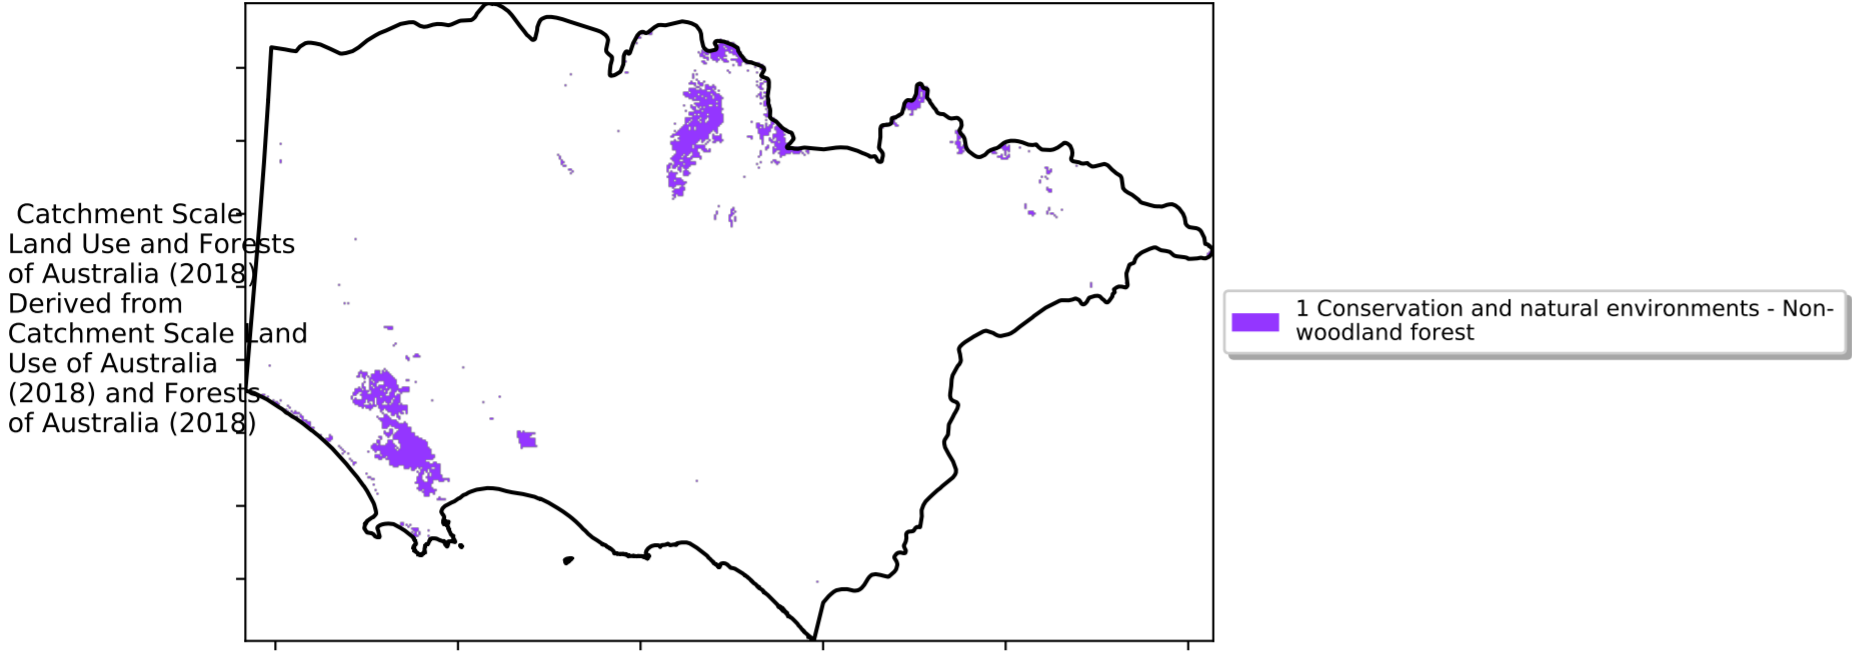 Catchment Scale
Land Use and Forests
of Australia (2018)
Derived from
Catchment Scale Land
Use of Australia
(2018) and Forests
of Australia (2018)
1 Conservation and natural environments - Non-
woodland forest